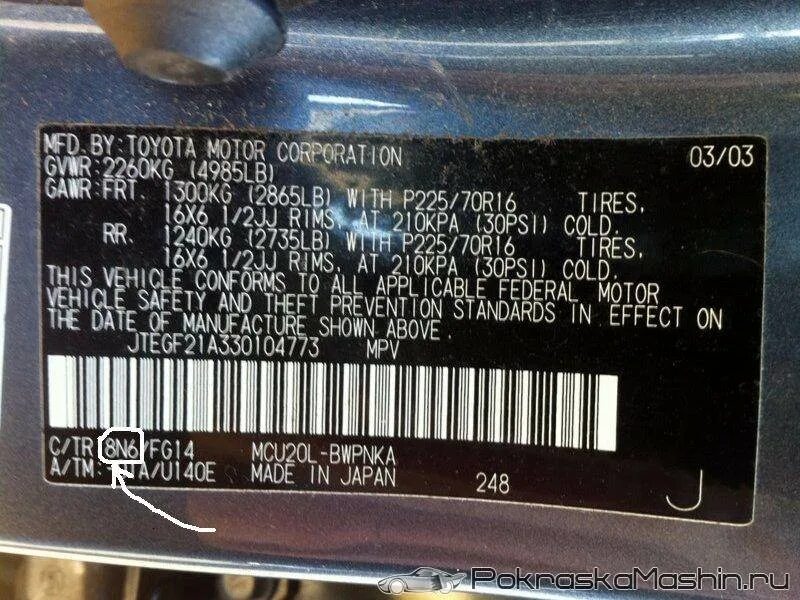 MFD. BY: TOYOTA MOTOR CORPORATION 03/03
GVWR: 2260KG (4985LB)
GAWR: FRT. 1300KG (2865LB) WITH P225/70R16 TIRES,
16X6 1/2JJ RIMS, AT 210KPA (30PSI) COLD.
RR. 1240KG (2735LB) WITH P225/70R16 TIRES,
16X6 1/2JJ RIMS, AT 210KPA (30PSI) COLD.
THIS VEHICLE CONFORMS TO ALL APPLICABLE FEDERAL MOTOR
VEHICLE SAFETY AND THEFT PREVENTION STANDARDS IN EFFECT ON
THE DATE OF MANUFACTURE SHOWN ABOVE.
JTEGF21A330104773 MPV
C/TR: 8N6/FG14 MCU20L-BWPNKA
A/TM: /U140E MADE IN JAPAN 248 J
PokraskaMashin.ru